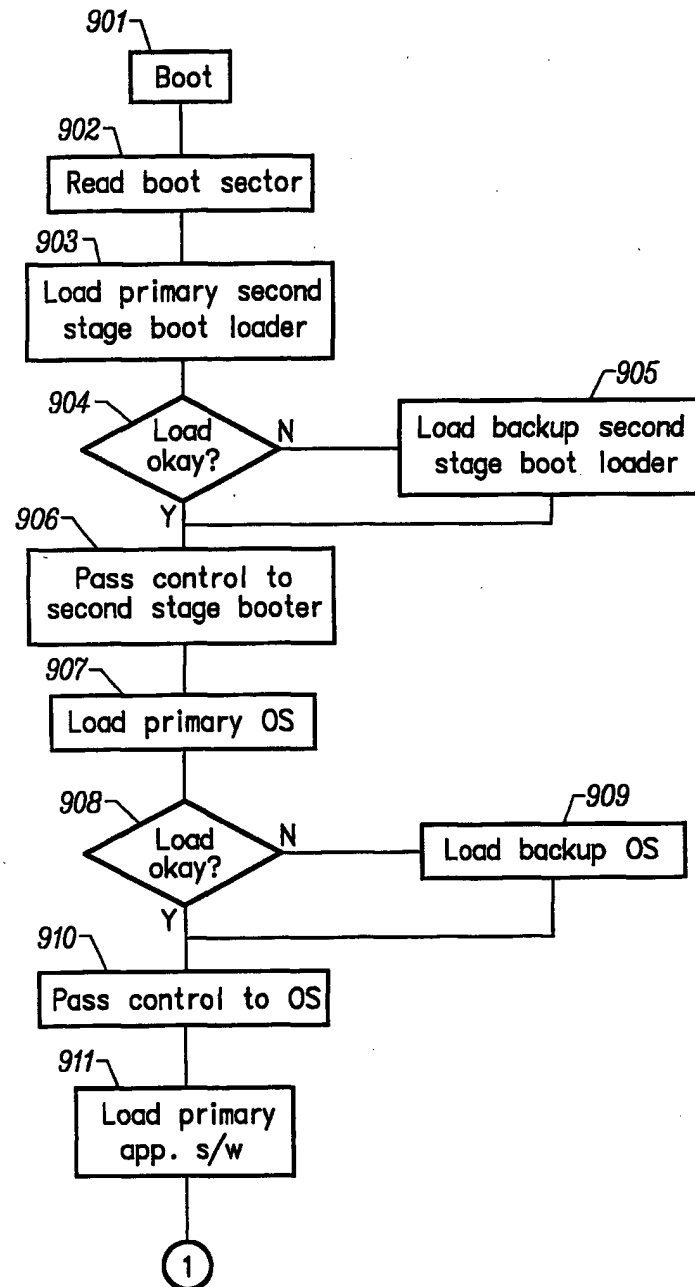 901
Boot
902
Read boot sector
903
Load primary second
stage boot loader
904
Load
okay?
N
Y
905
Load backup second
stage boot loader
906
Pass control to
second stage booter
907
Load primary OS
908
Load
okay?
N
Y
909
Load backup OS
910
Pass control to OS
911
Load primary
app. s/w
1